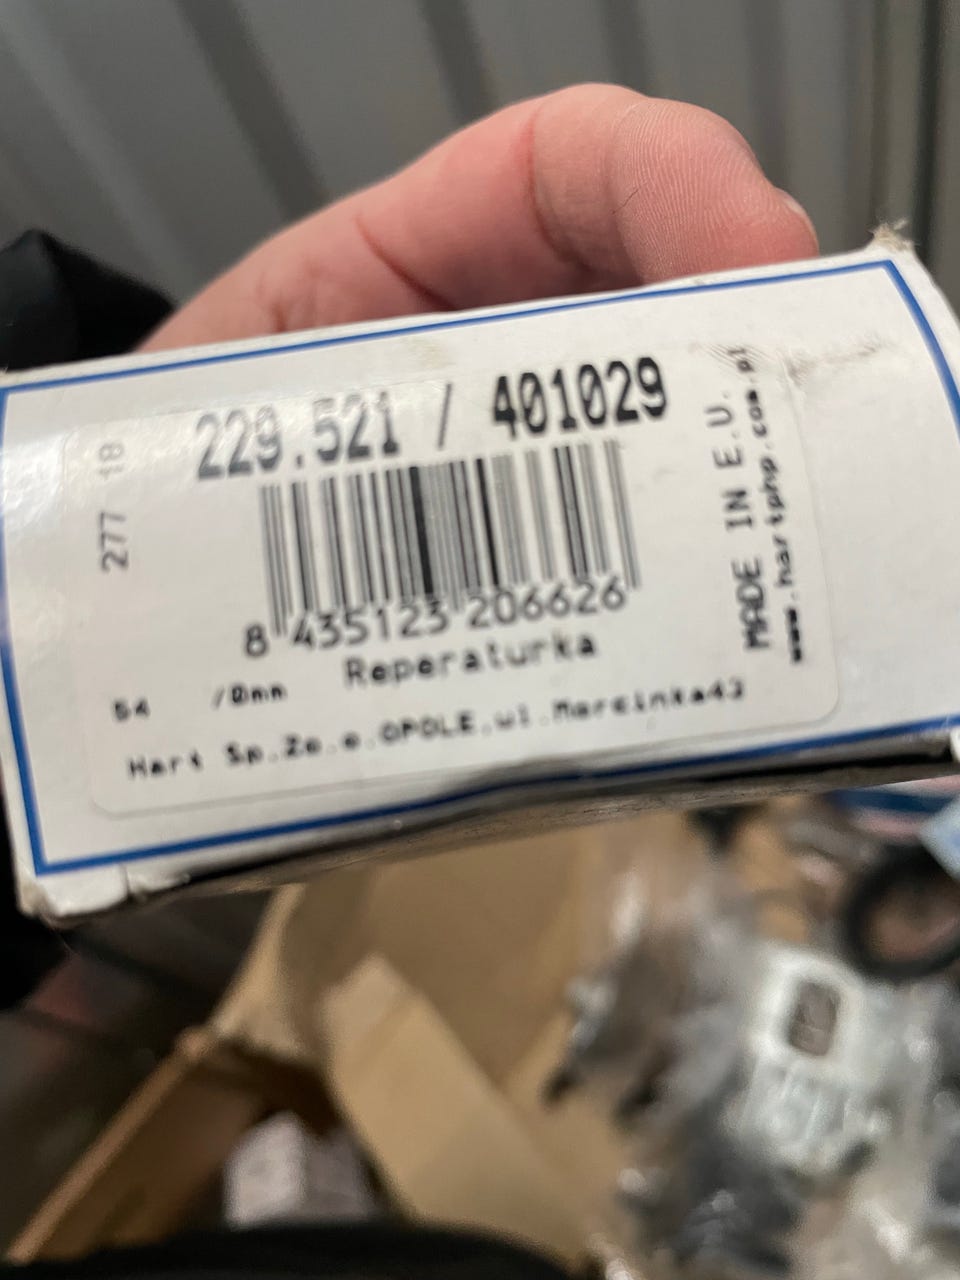 229.521 / 401029
277 18
8 435123 206626
Reperaturka
54 /0mm
Hart Sp.Zo.o.OPOLE,ul.Marcinka43
MADE IN E.U.
www.hartphp.com.pl